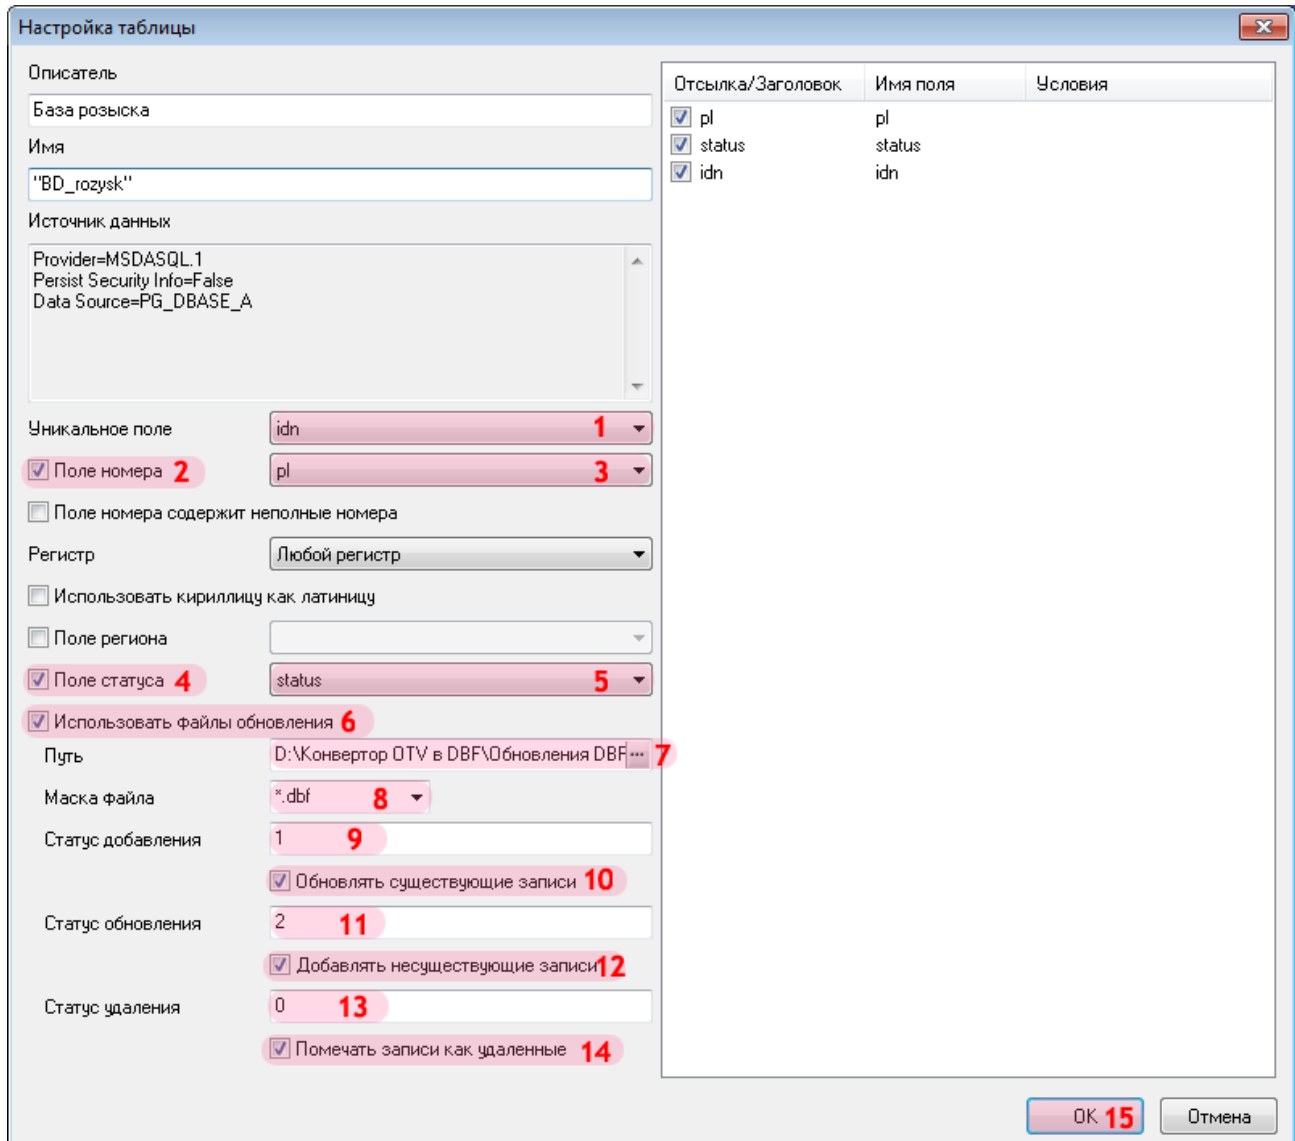 Настройка таблицы
Описатель
База розыска
Имя
"BD_rozysk"
Источник данных
Provider=MSDASQL.1
Persist Security Info=False
Data Source=PG_DBASE_A
Уникальное поле idn 1
Поле номера 2 pl 3
Поле номера содержит неполные номера
Регистр Любой регистр
Использовать кириллицу как латиницу
Поле региона
Поле статуса 4 status 5
Использовать файлы обновления 6
Путь D:\Конвертор OTV в DBF\Обновления DBF ... 7
Маска файла *.dbf 8
Статус добавления 1 9
Обновлять существующие записи 10
Статус обновления 2 11
Добавлять несуществующие записи 12
Статус удаления 0 13
Помечать записи как удаленные 14
Отсылка/Заголовок Имя поля Условия
pl pl
status status
idn idn
OK 15 Отмена